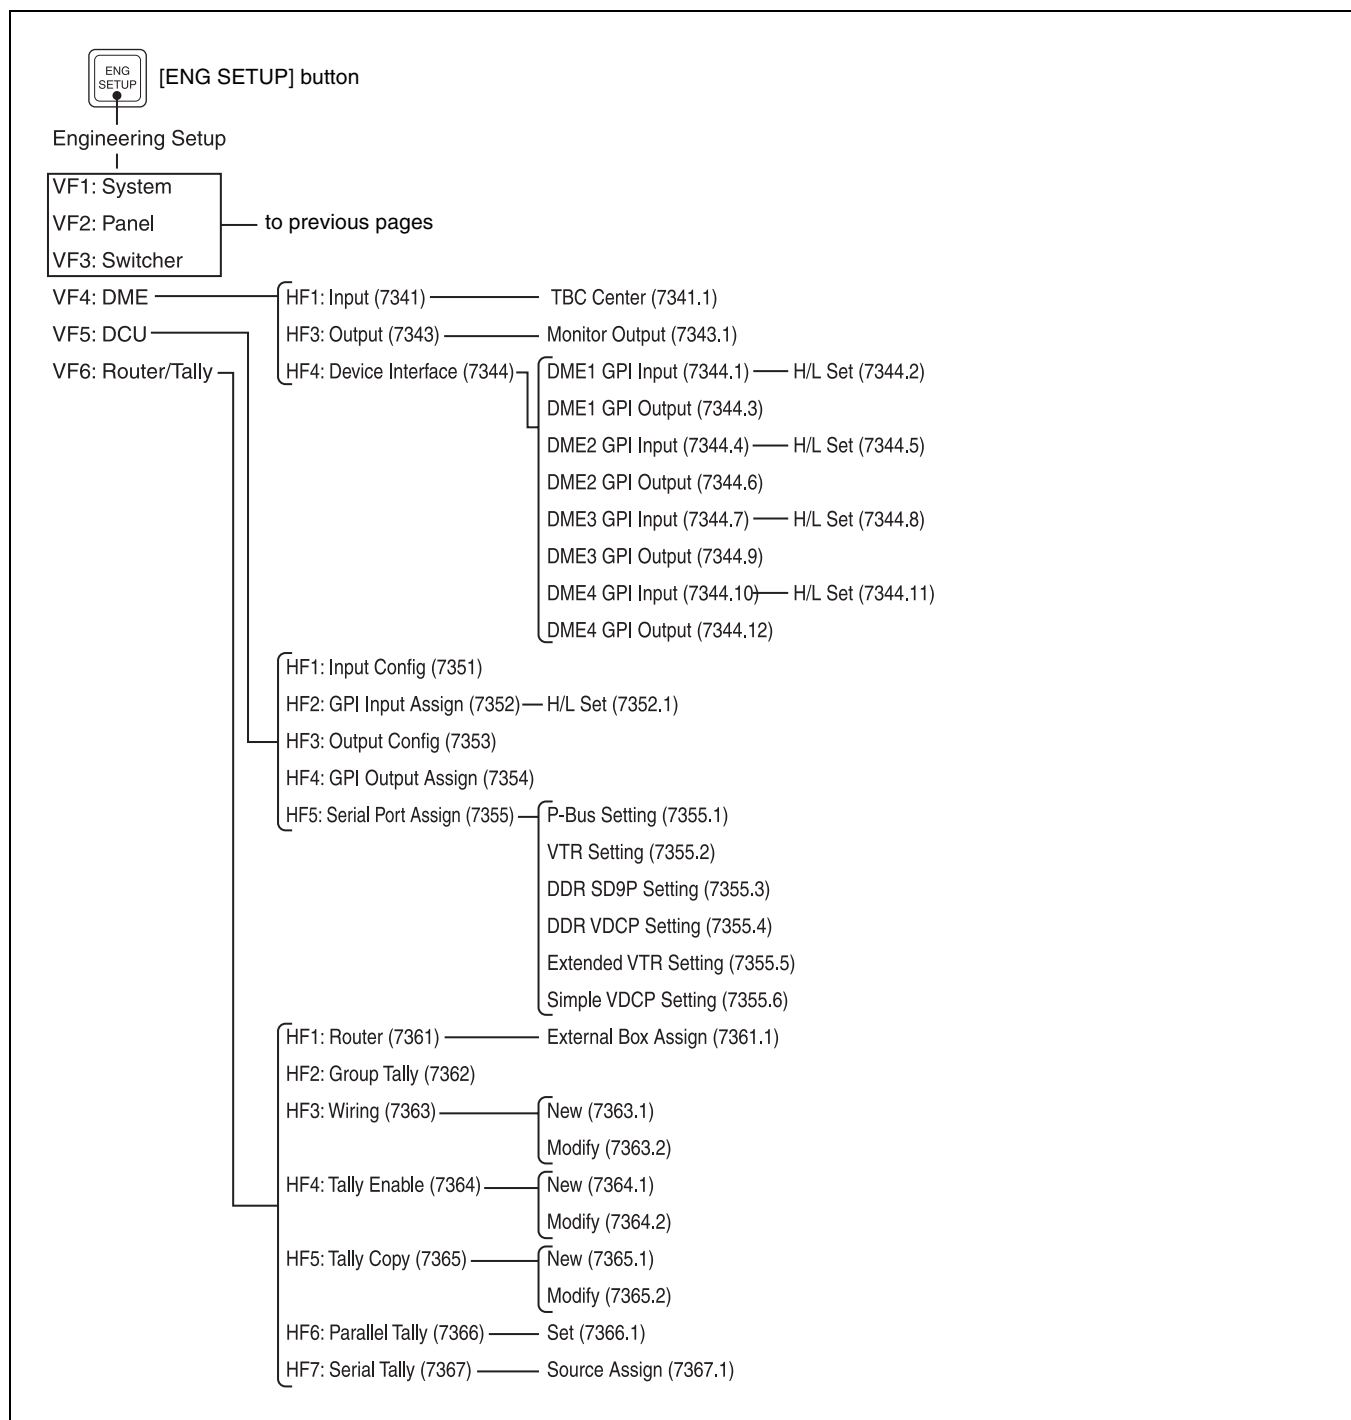 ENG
SETUP
[ENG SETUP] button
Engineering Setup
VF1: System
VF2: Panel
to previous pages
VF3: Switcher
VF4: DME
HF1: Input (7341)
TBC Center (7341.1)
VF5: DCU
HF3: Output (7343)
Monitor Output (7343.1)
VF6: Router/Tally
HF4: Device Interface (7344)
DME1 GPI Input (7344.1)
H/L Set (7344.2)
DME1 GPI Output (7344.3)
DME2 GPI Input (7344.4)
H/L Set (7344.5)
DME2 GPI Output (7344.6)
DME3 GPI Input (7344.7)
H/L Set (7344.8)
DME3 GPI Output (7344.9)
DME4 GPI Input (7344.10)
H/L Set (7344.11)
DME4 GPI Output (7344.12)
HF1: Input Config (7351)
HF2: GPI Input Assign (7352)
H/L Set (7352.1)
HF3: Output Config (7353)
HF4: GPI Output Assign (7354)
HF5: Serial Port Assign (7355)
P-Bus Setting (7355.1)
VTR Setting (7355.2)
DDR SD9P Setting (7355.3)
DDR VDCP Setting (7355.4)
Extended VTR Setting (7355.5)
Simple VDCP Setting (7355.6)
HF1: Router (7361)
External Box Assign (7361.1)
HF2: Group Tally (7362)
HF3: Wiring (7363)
New (7363.1)
Modify (7363.2)
HF4: Tally Enable (7364)
New (7364.1)
Modify (7364.2)
HF5: Tally Copy (7365)
New (7365.1)
Modify (7365.2)
HF6: Parallel Tally (7366)
Set (7366.1)
HF7: Serial Tally (7367)
Source Assign (7367.1)